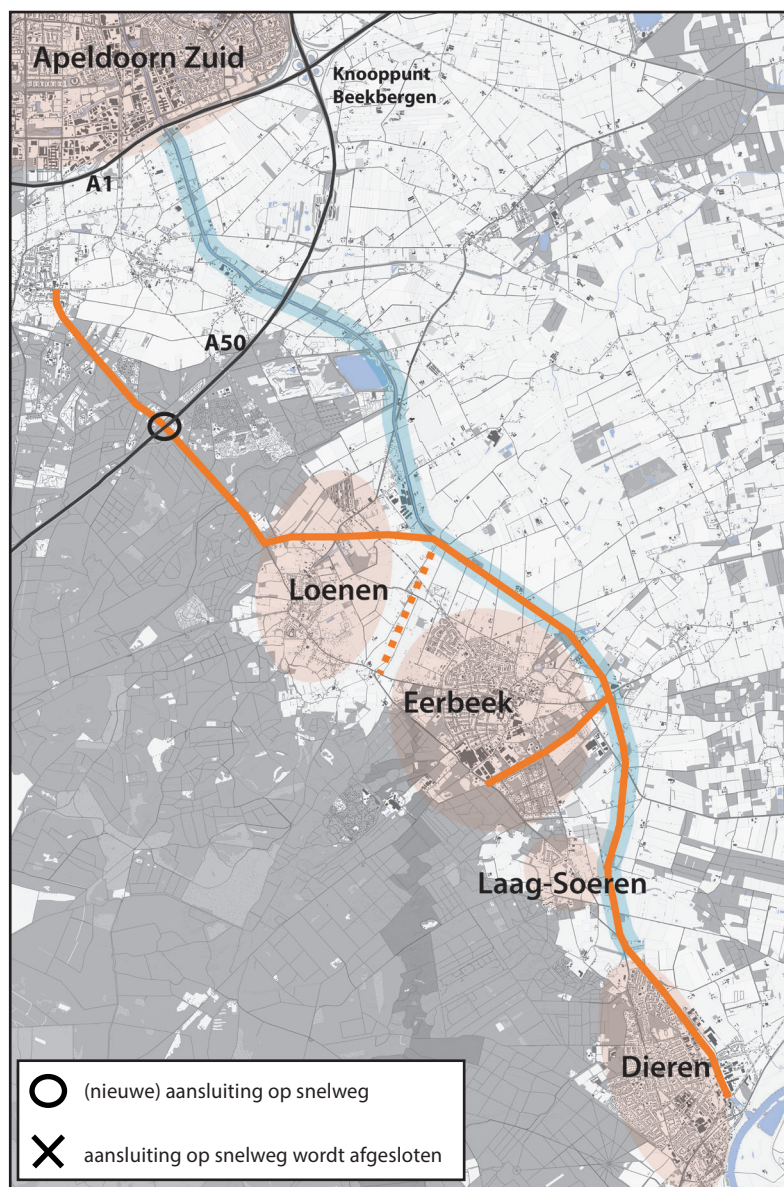 Apeldoorn Zuid
Knooppunt
Beekbergen
A1
A50
Loenen
Eerbeek
Laag-Soeren
Dieren
(nieuwe) aansluiting op snelweg
aansluiting op snelweg wordt afgesloten